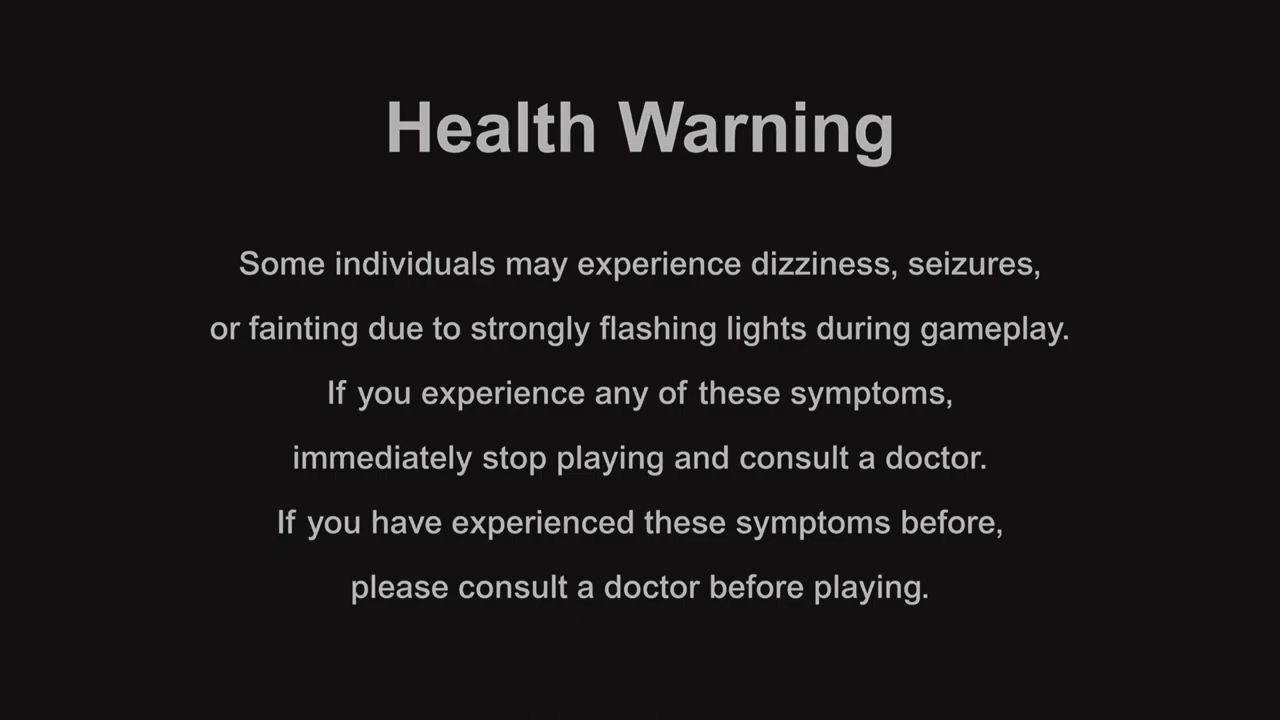 Health Warning
Some individuals may experience dizziness, seizures,
or fainting due to strongly flashing lights during gameplay.
If you experience any of these symptoms,
immediately stop playing and consult a doctor.
If you have experienced these symptoms before,
please consult a doctor before playing.